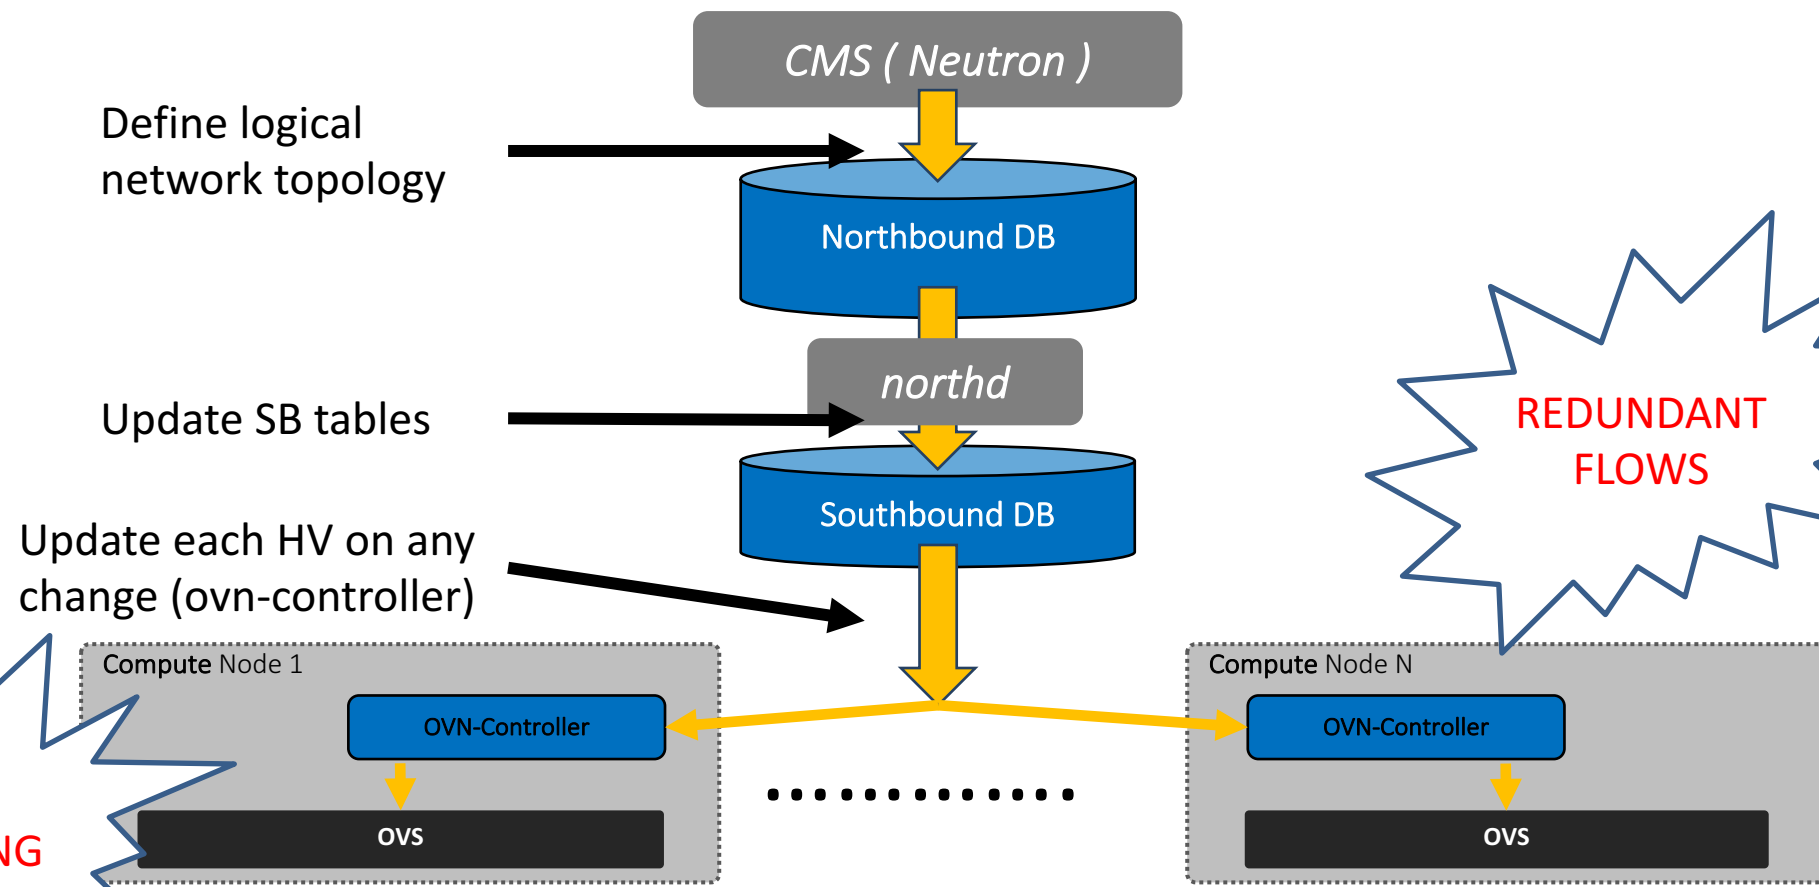 CMS ( Neutron )
Define logical
network topology
Northbound DB
northd
Update SB tables
REDUNDANT
FLOWS
Southbound DB
Update each HV on any
change (ovn-controller)
Compute Node 1
Compute Node N
OVN-Controller
OVN-Controller
OVS
OVS